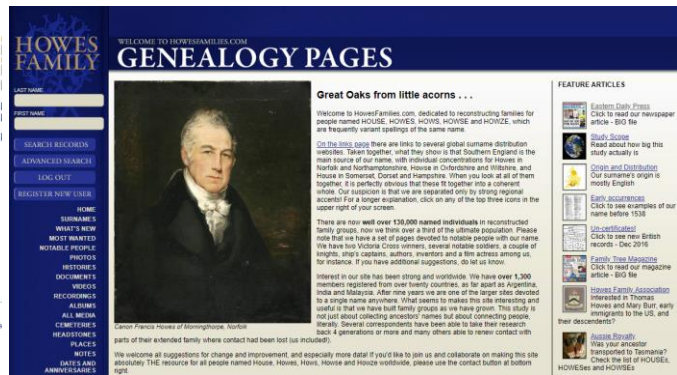 HOWES
FAMILY
LAST NAME
FIRST NAME
SEARCH RECORDS
ADVANCED SEARCH
LOG OUT
REGISTER NEW USER
HOME
SURNAMES
WHAT'S NEW
MOST WANTED
NOTABLE PEOPLE
PHOTOS
HISTORIES
DOCUMENTS
VIDEOS
RECORDINGS
ALBUMS
ALL MEDIA
CEMETERIES
HEADSTONES
PLACES
NOTES
DATES AND
ANNIVERSARIES
WELCOME TO HOWESFAMILIES.COM
GENEALOGY PAGES
Canon Francis Howes of Morningthorpe, Norfolk
Great Oaks from little acorns . . .
Welcome to HowesFamilies.com, dedicated to reconstructing families for
people named HOUSE, HOWES, HOWS, HOWSE and HOWZE, which
are frequently variant spellings of the same name.
On the links page there are links to several global surname distribution
websites. Taken together, what they show is that Southern England is the
main source of our name, with individual concentrations for Howes in
Norfolk and Northamptonshire, Howse in Oxfordshire and Wiltshire, and
House in Somerset, Dorset and Hampshire. When you look at all of them
together, it is perfectly obvious that these fit together into a coherent
whole. Our suspicion is that we are separated only by strong regional
accents! For a longer explanation, click on any of the top three icons in the
upper right of your screen.
There are now well over 130,000 named individuals in reconstructed
family groups, now we think over a third of the ultimate population. Please
note that we have a set of pages devoted to notable people with our name.
We have two Victoria Cross winners, several notable soldiers, a couple of
knights, ship's captains, authors, inventors and a film actress among us,
for instance. If you have additional suggestions, do let us know.
Interest in our site has been strong and worldwide. We have over 1,300
members registered from over twenty countries, as far apart as Argentina,
India and Malaysia. After nine years we are one of the larger sites devoted
to a single name anywhere. What seems to makes this site interesting and
useful is that we have built family groups as we have grown. This study is
not just about collecting ancestors' names but about connecting people,
literally. Several correspondents have been able to take their research
back 4 generations or more and many others able to renew contact with
parts of their extended family where contact had been lost (us included!).
We welcome all suggestions for change and improvement, and especially more data! If you'd like to join us and collaborate on making this site
absolutely THE resource for all people named House, Howes, Hows, Howse and Howze worldwide, please use the contact button at bottom
right.
FEATURE ARTICLES
Eastern Daily Press
Click to read our newspaper
article - BIG file
Study Scope
Read about how big this
study actually is
Origin and Distribution
Our surname's origin is
mostly English
Early occurrences
Click to see examples of our
name before 1538
Un-certificates!
Click to see new British
records - Dec 2016
Family Tree Magazine
Click to read our magazine
article - BIG file
Howes Family Association
Interested in Thomas
Howes and Mary Burr, early
immigrants to the US, and
their descendents?
Aussie Royalty
Was your ancestor
transported to Tasmania?
Check the list of HOUSEs,
HOWESes and HOWSEs